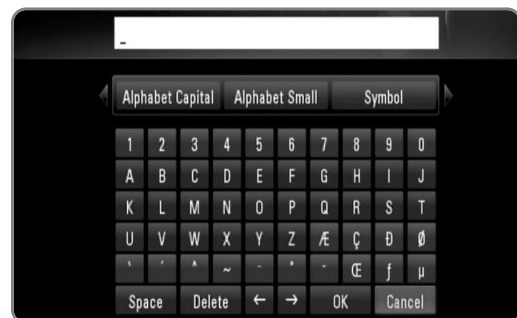 _
Alphabet Capital Alphabet Small Symbol
1 2 3 4 5 6 7 8 9 0
A B C D E F G H I J
K L M N O P Q R S T
U V W X Y Z Æ Ç Ð Ø
` ´ ^ ~ ¨ ° ˇ Œ ƒ µ
Space Delete ← → OK Cancel